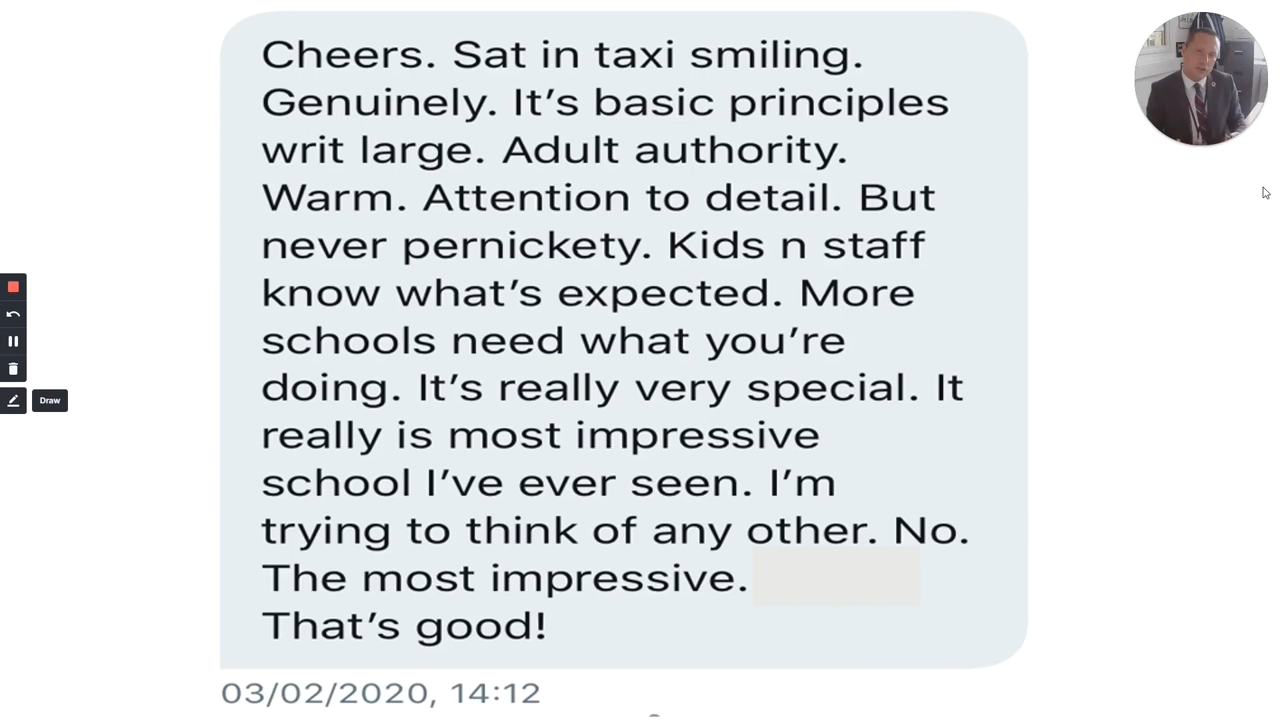 Cheers. Sat in taxi smiling.
Genuinely. It’s basic principles
writ large. Adult authority.
Warm. Attention to detail. But
never pernickety. Kids n staff
know what’s expected. More
schools need what you’re
doing. It’s really very special. It
really is most impressive
school I’ve ever seen. I’m
trying to think of any other. No.
The most impressive.
That’s good!
03/02/2020, 14:12
Draw